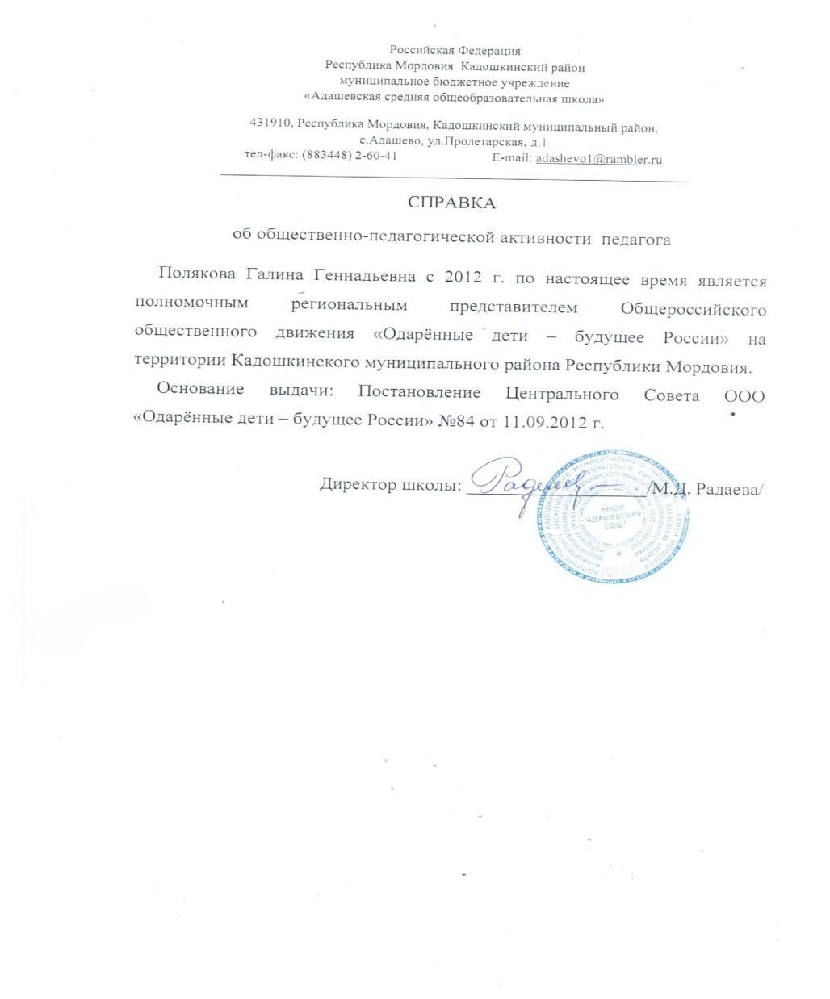 Российская Федерация
Республика Мордовия Кадошкинский район
муниципальное бюджетное учреждение
«Адашевская средняя общеобразовательная школа»
431910, Республика Мордовия, Кадошкинский муниципальный район,
с.Адашево, ул.Пролетарская, д.1
тел-факс: (883448) 2-60-41 E-mail: adashevo1@rambler.ru
СПРАВКА
об общественно-педагогической активности педагога
Полякова Галина Геннадьевна с 2012 г. по настоящее время является
полномочным региональным представителем Общероссийского
общественного движения «Одарённые дети – будущее России» на
территории Кадошкинского муниципального района Республики Мордовия.
Основание выдачи: Постановление Центрального Совета ООО
«Одарённые дети – будущее России» №84 от 11.09.2012 г.
Директор школы: /М.Д. Радаева/
МБОУ
"АДАШЕВСКАЯ
СОШ"